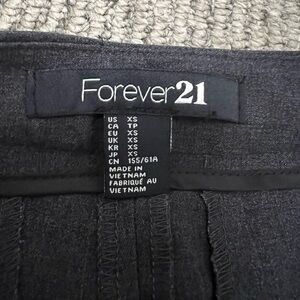 Forever21
US XS
CA TP
EU XS
UK XS
KR XS
JP XS
CN 155/61A
MADE IN
VIETNAM
FABRIQUÉ AU
VIETNAM